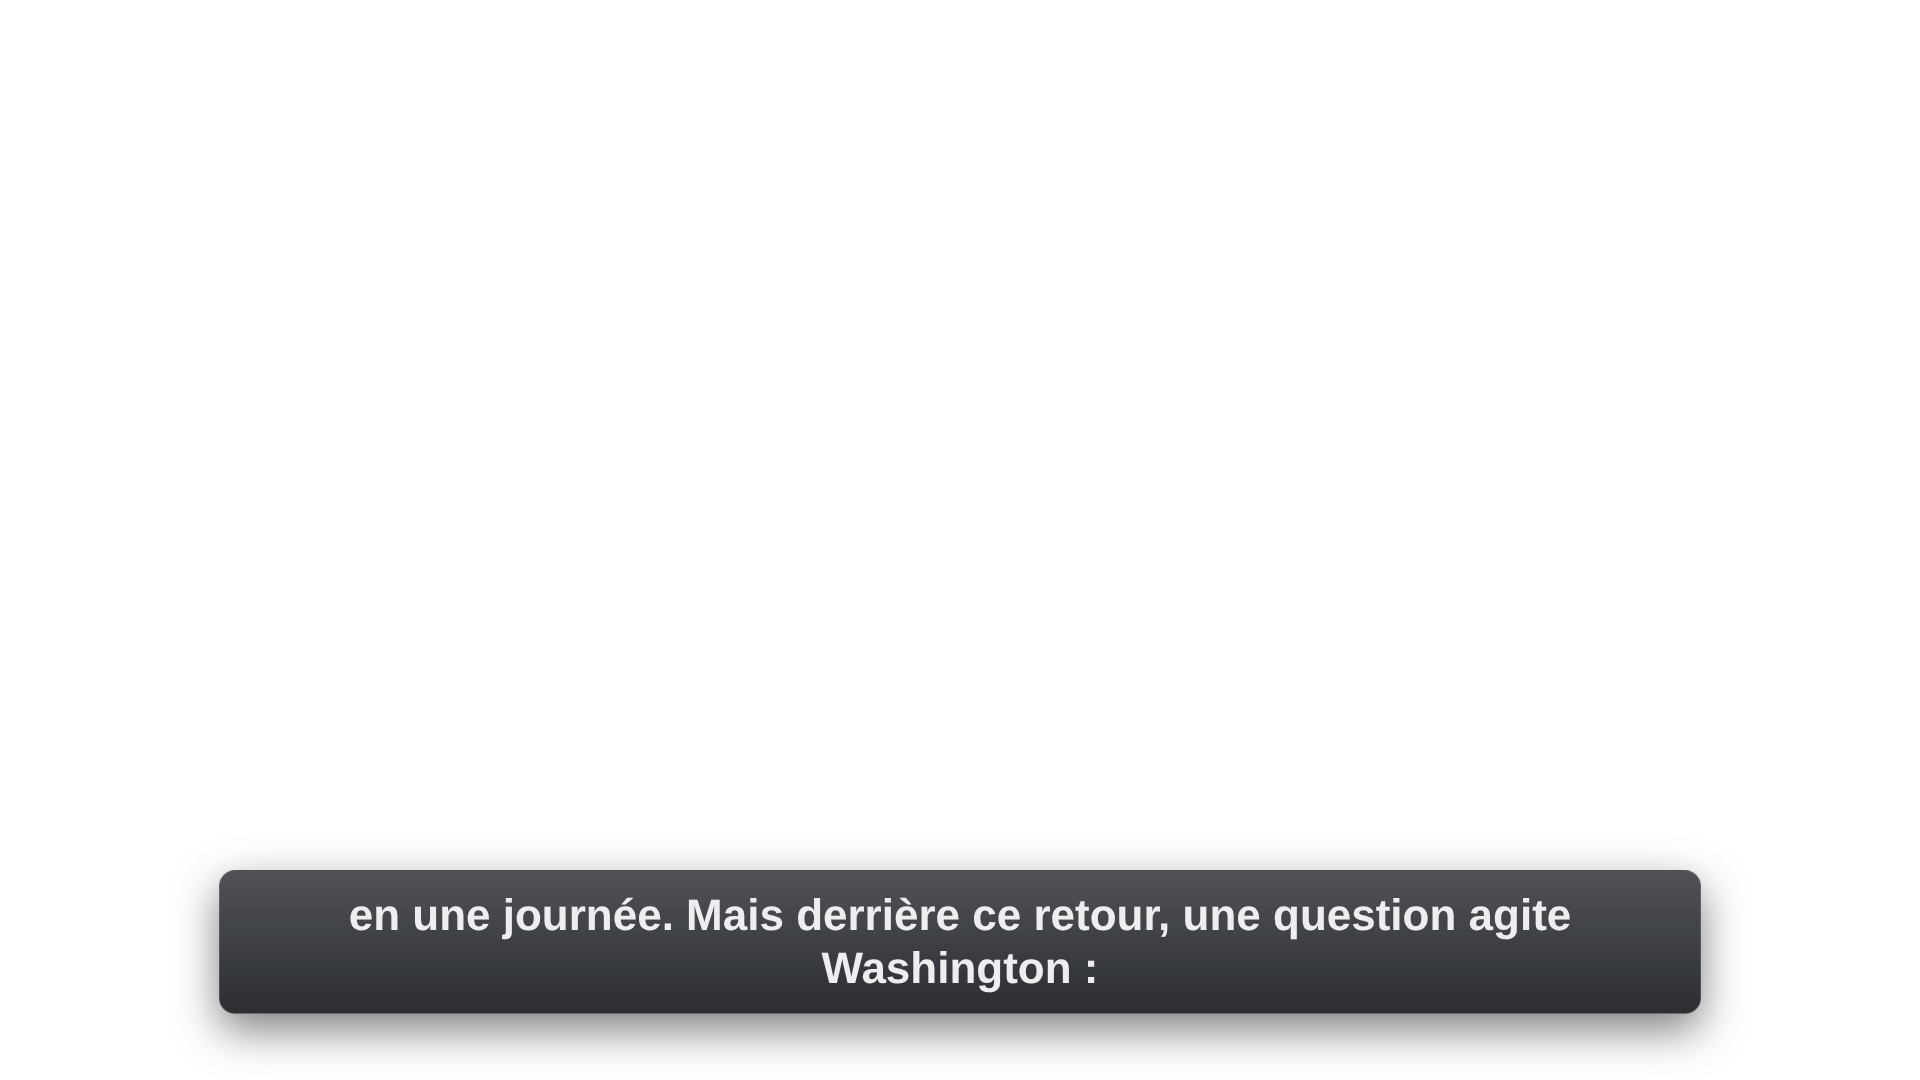 en une journée. Mais derrière ce retour, une question agite
Washington :